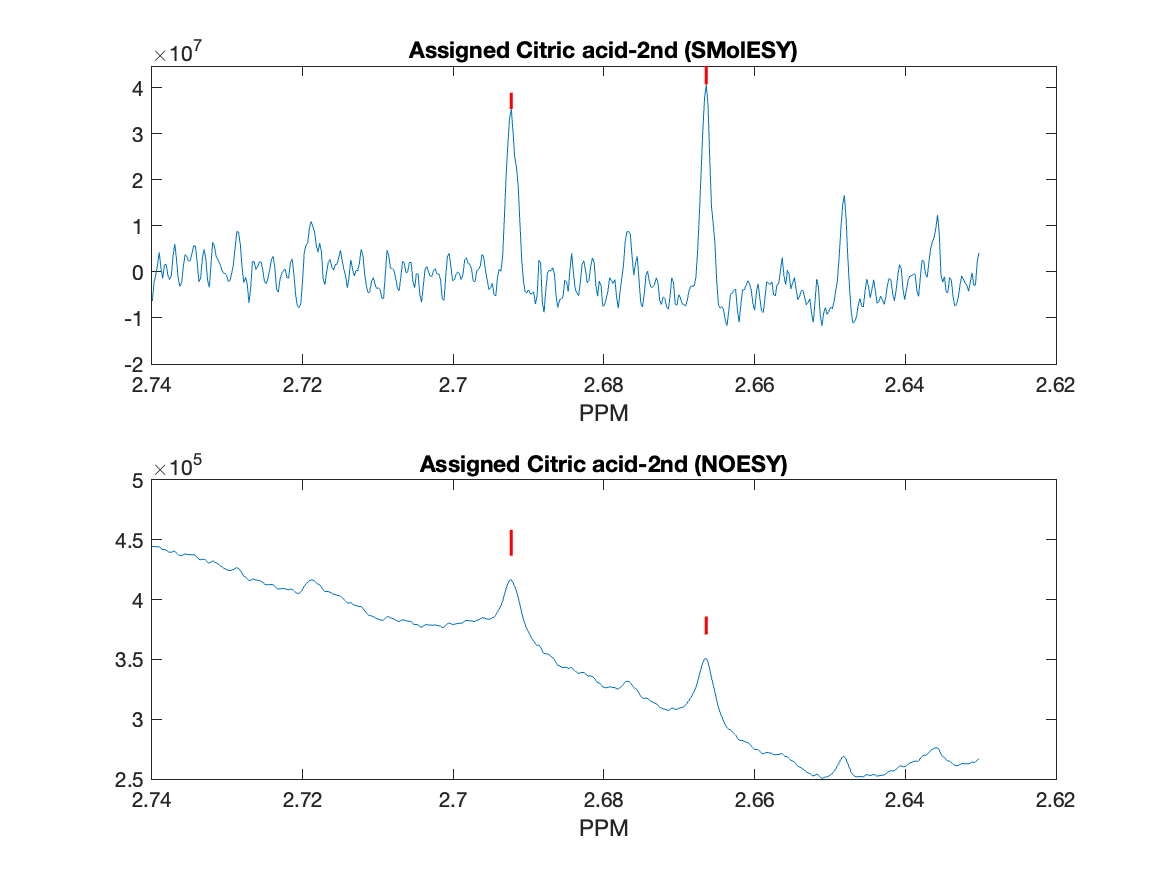 ×10^7
Assigned Citric acid-2nd (SMolESY)
4
3
2
1
0
-1
-2
2.74 2.72 2.7 2.68 2.66 2.64 2.62
PPM
×10^5
Assigned Citric acid-2nd (NOESY)
5
4.5
4
3.5
3
2.5
2.74 2.72 2.7 2.68 2.66 2.64 2.62
PPM